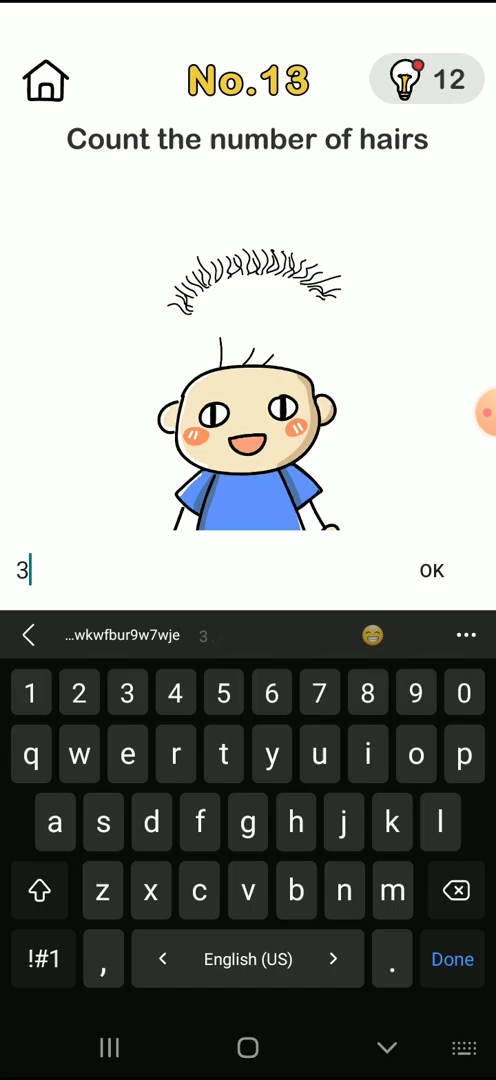 No.13
12
Count the number of hairs
3
OK
...wkwfbur9w7wje 3 ...
1 2 3 4 5 6 7 8 9 0
q w e r t y u i o p
a s d f g h j k l
z x c v b n m
!#1 , < English (US) > . Done